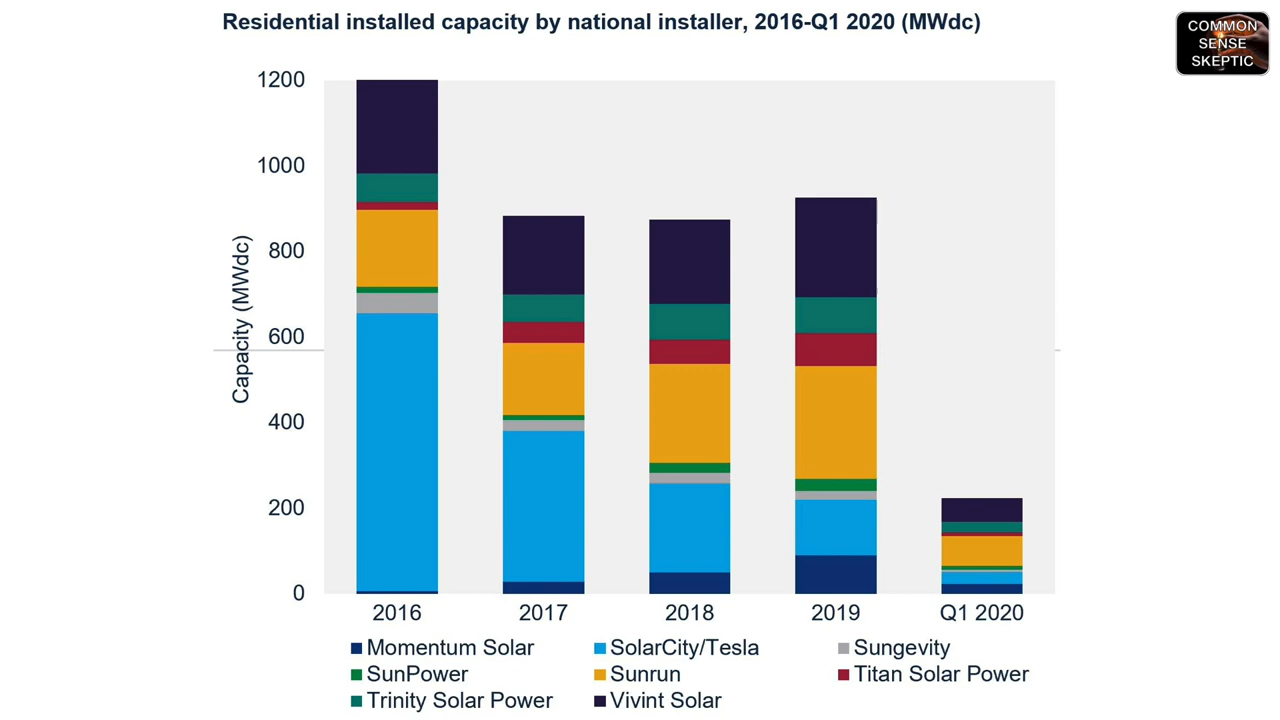 Residential installed capacity by national installer, 2016-Q1 2020 (MWdc)
COMMON
SENSE
SKEPTIC
Capacity (MWdc)
1200
1000
800
600
400
200
0
2016 2017 2018 2019 Q1 2020
Momentum Solar SolarCity/Tesla Sungevity
SunPower Sunrun Titan Solar Power
Trinity Solar Power Vivint Solar